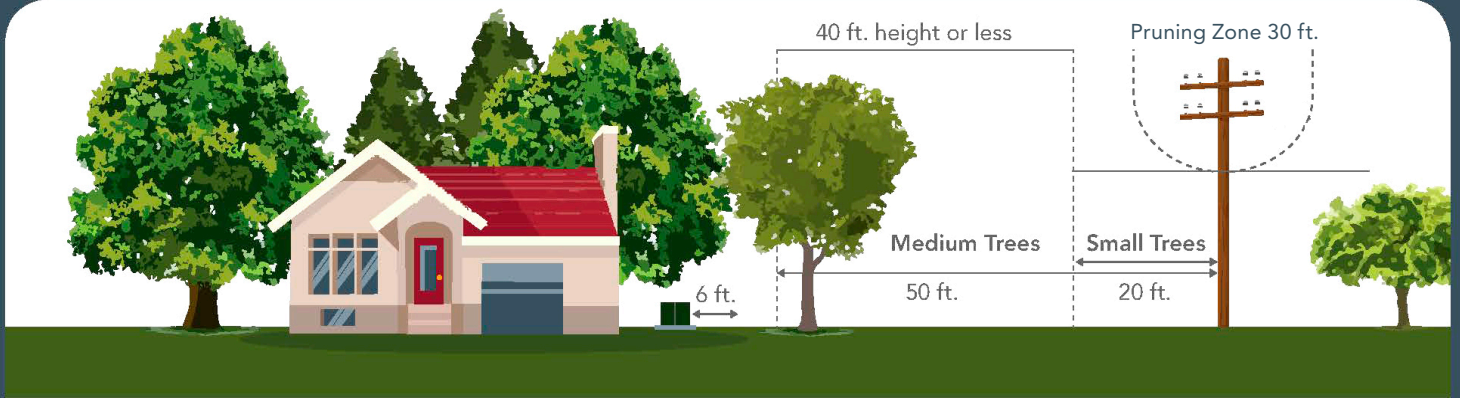 40 ft. height or less
Pruning Zone 30 ft.
Medium Trees
Small Trees
6 ft.
50 ft.
20 ft.